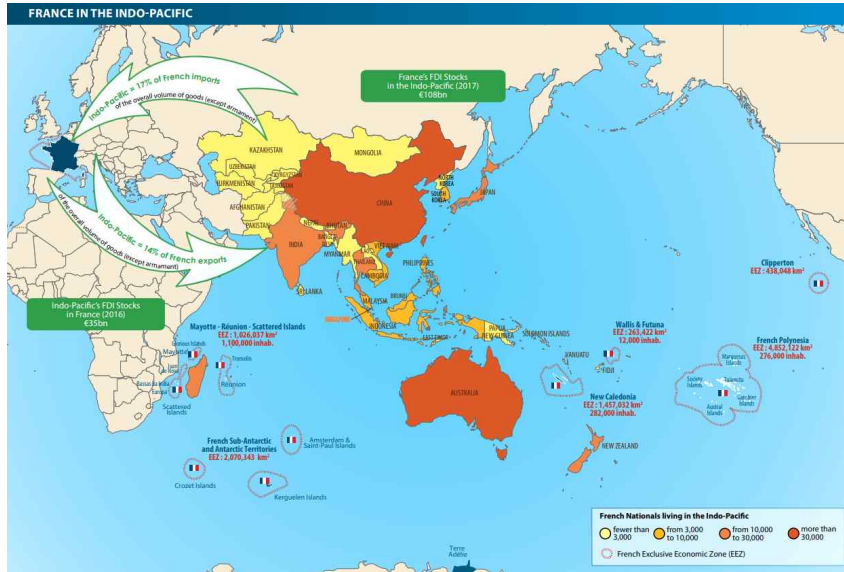 FRANCE IN THE INDO-PACIFIC
Indo-Pacific = 17% of French imports
of the overall volume of goods (except armament)
France's FDI Stocks
in the Indo-Pacific (2017)
€108bn
KAZAKHSTAN
MONGOLIA
UZBEKISTAN
KYRGYZSTAN
TURKMENISTAN
NORTH
KOREA
SOUTH
KOREA
JAPAN
CHINA
AFGHANISTAN
PAKISTAN
NEPAL
BHUTAN
INDIA
MYANMAR
VIETNAM
THAILAND
CAMBODIA
PHILIPPINES
SRI LANKA
BRUNEI
MALAYSIA
SINGAPORE
INDONESIA
PAPUA
NEW GUINEA
SOLOMON ISLANDS
VANUATU
FIDJI
AUSTRALIA
NEW ZEALAND
Indo-Pacific = 14% of French exports
of the overall volume of goods (except armament)
Indo-Pacific's FDI Stocks
in France (2016)
€35bn
Clipperton
EEZ : 438,048 km²
Mayotte - Réunion - Scattered Islands
EEZ : 1,026,037 km²
1,100,000 inhab.
Glorious Islands
Mayotte
Tromelin
Bassas da India
Europa
Réunion
Scattered
Islands
Wallis & Futuna
EEZ : 263,422 km²
12,000 inhab.
French Polynesia
EEZ : 4,852,122 km²
276,000 inhab.
Marquesas
Islands
Society
Islands
Tuamotu
Gambier
Islands
Austral
Islands
New Caledonia
EEZ : 1,457,032 km²
282,000 inhab.
French Sub-Antarctic
and Antarctic Territories
EEZ : 2,070,343 km²
Amsterdam &
Saint-Paul Islands
Crozet Islands
Kerguelen Islands
Terre
Adélie
French Nationals living in the Indo-Pacific
fewer than
3,000
from 3,000
to 10,000
from 10,000
to 30,000
more than
30,000
French Exclusive Economic Zone (EEZ)